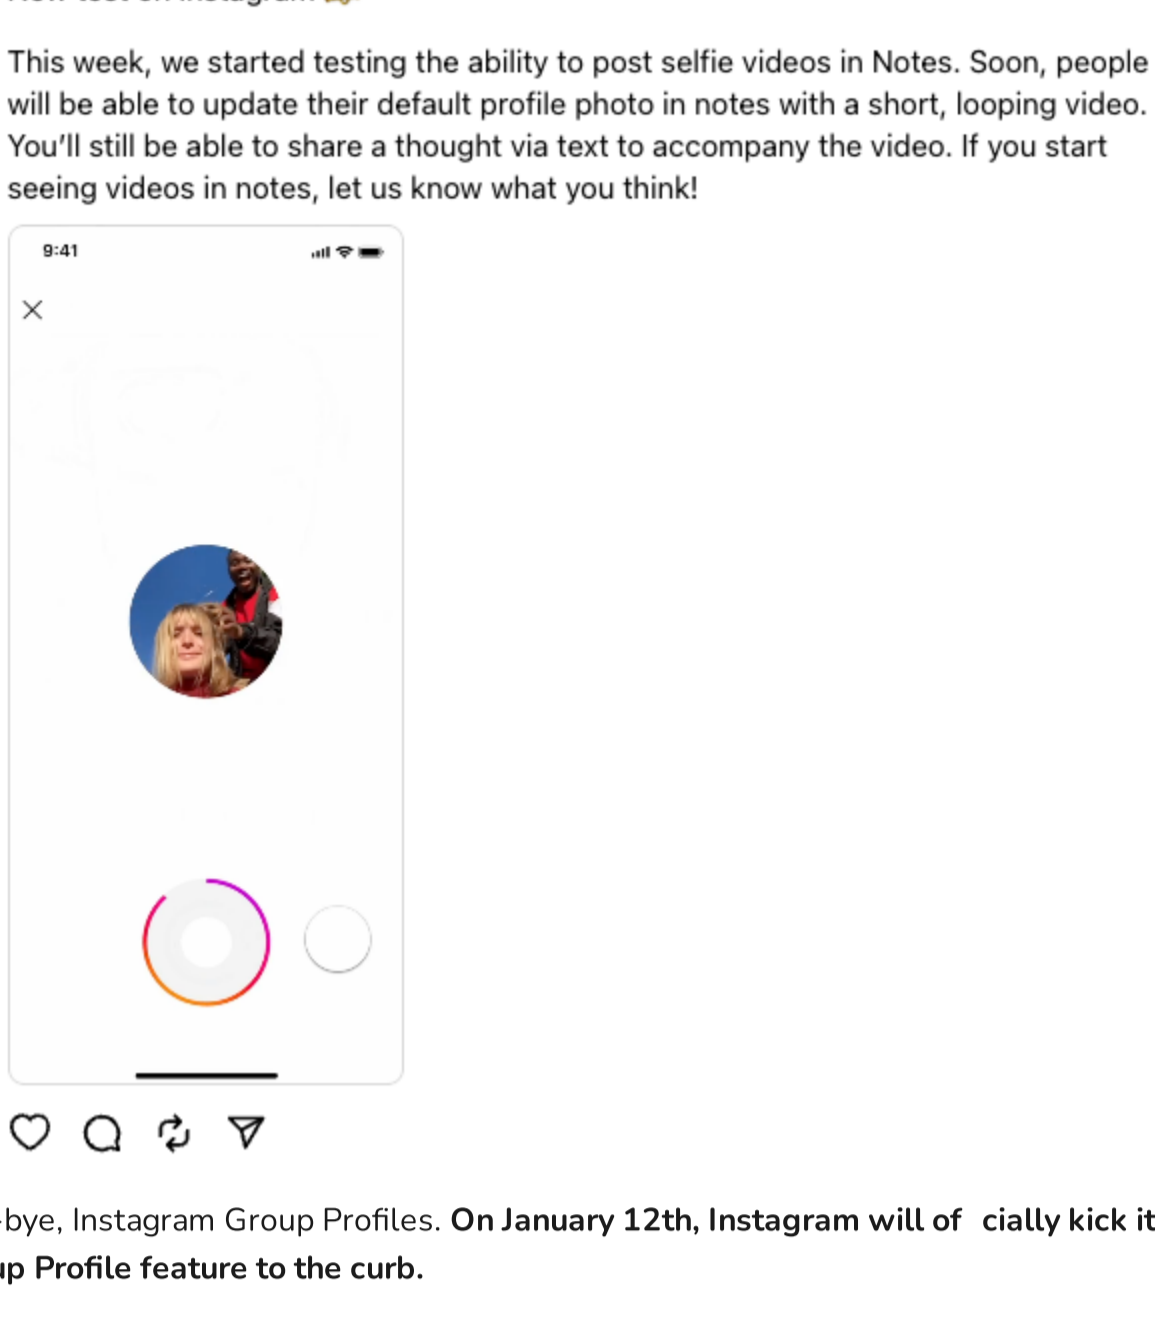 This week, we started testing the ability to post selfie videos in Notes. Soon, people
will be able to update their default profile photo in notes with a short, looping video.
You’ll still be able to share a thought via text to accompany the video. If you start
seeing videos in notes, let us know what you think!
9:41
-bye, Instagram Group Profiles. On January 12th, Instagram will of  cially kick it
up Profile feature to the curb.